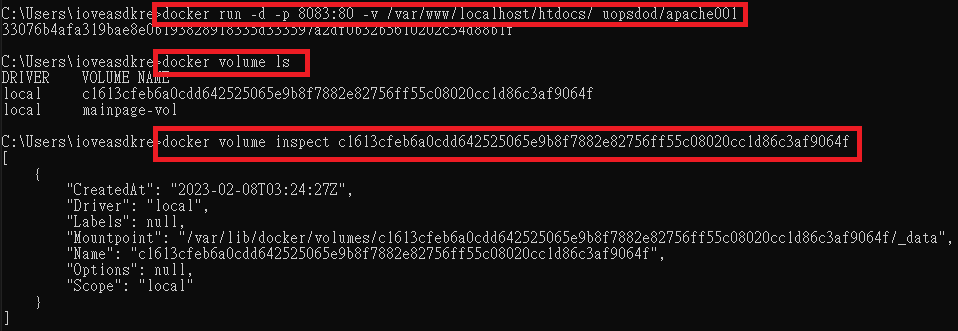 C:\Users\ioveasdkre>docker run -d -p 8083:80 -v /var/www/localhost/htdocs/ uopsdod/apache001
C:\Users\ioveasdkre>docker volume ls
DRIVER    VOLUME NAME
local     c1613cfeb6a0cdd642525065e9b8f7882e82756ff55c08020cc1d86c3af9064f
local     mainpage-vol
C:\Users\ioveasdkre>docker volume inspect c1613cfeb6a0cdd642525065e9b8f7882e82756ff55c08020cc1d86c3af9064f
[
    {
        "CreatedAt": "2023-02-08T03:24:27Z",
        "Driver": "local",
        "Labels": null,
        "Mountpoint": "/var/lib/docker/volumes/c1613cfeb6a0cdd642525065e9b8f7882e82756ff55c08020cc1d86c3af9064f/_data",
        "Name": "c1613cfeb6a0cdd642525065e9b8f7882e82756ff55c08020cc1d86c3af9064f",
        "Options": null,
        "Scope": "local"
    }
]